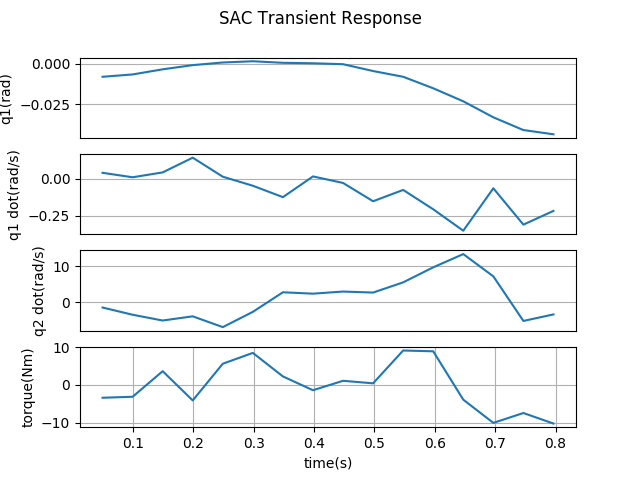 SAC Transient Response
0.000
−0.025
q1(rad)
0.00
−0.25
q1 dot(rad/s)
10
0
q2 dot(rad/s)
10
0
−10
torque(Nm)
0.1 0.2 0.3 0.4 0.5 0.6 0.7 0.8
time(s)